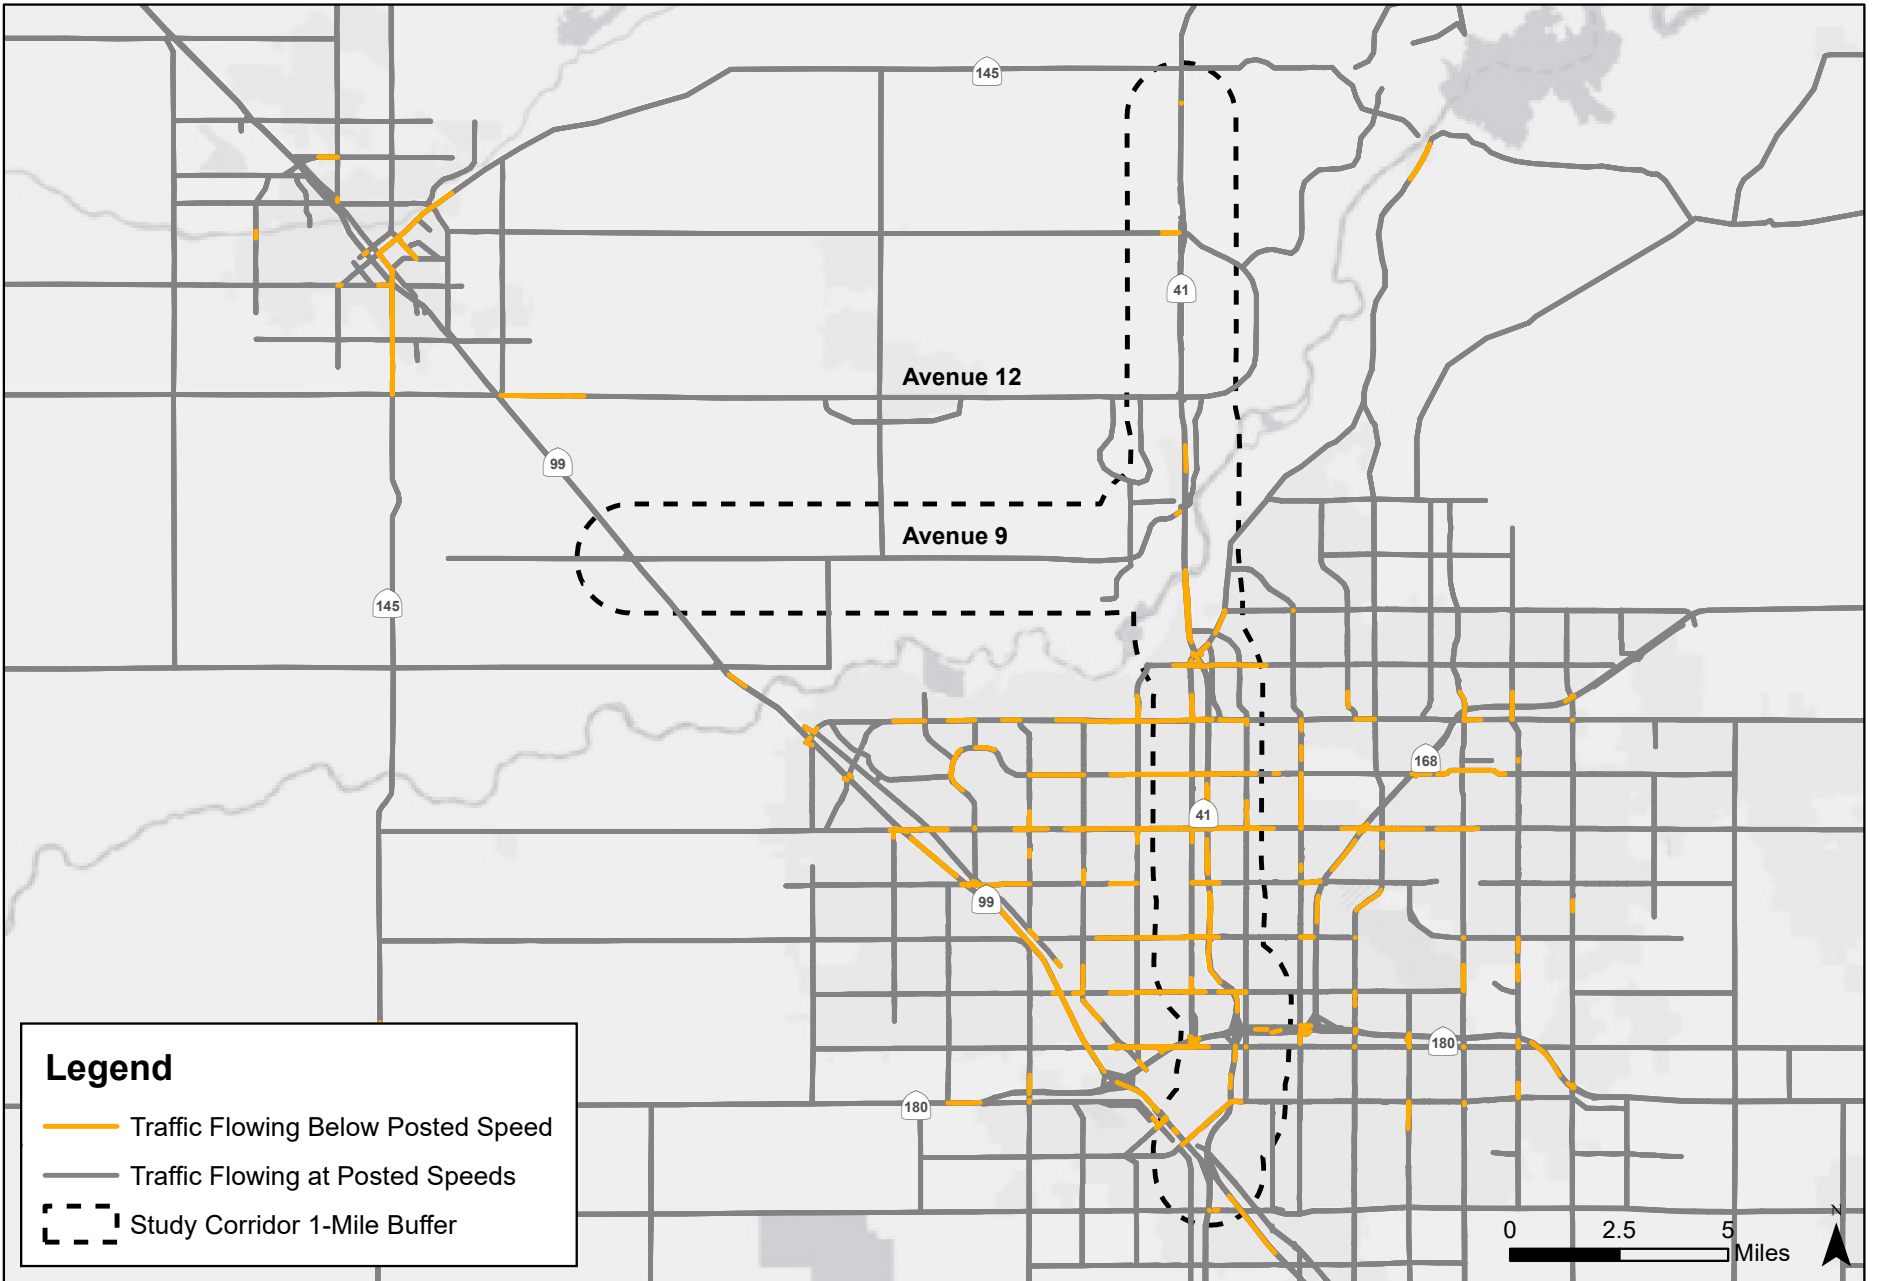 145
41
Avenue 12
99
Avenue 9
145
168
41
99
180
180
Legend
Traffic Flowing Below Posted Speed
Traffic Flowing at Posted Speeds
Study Corridor 1-Mile Buffer
0 2.5 5
Miles
N